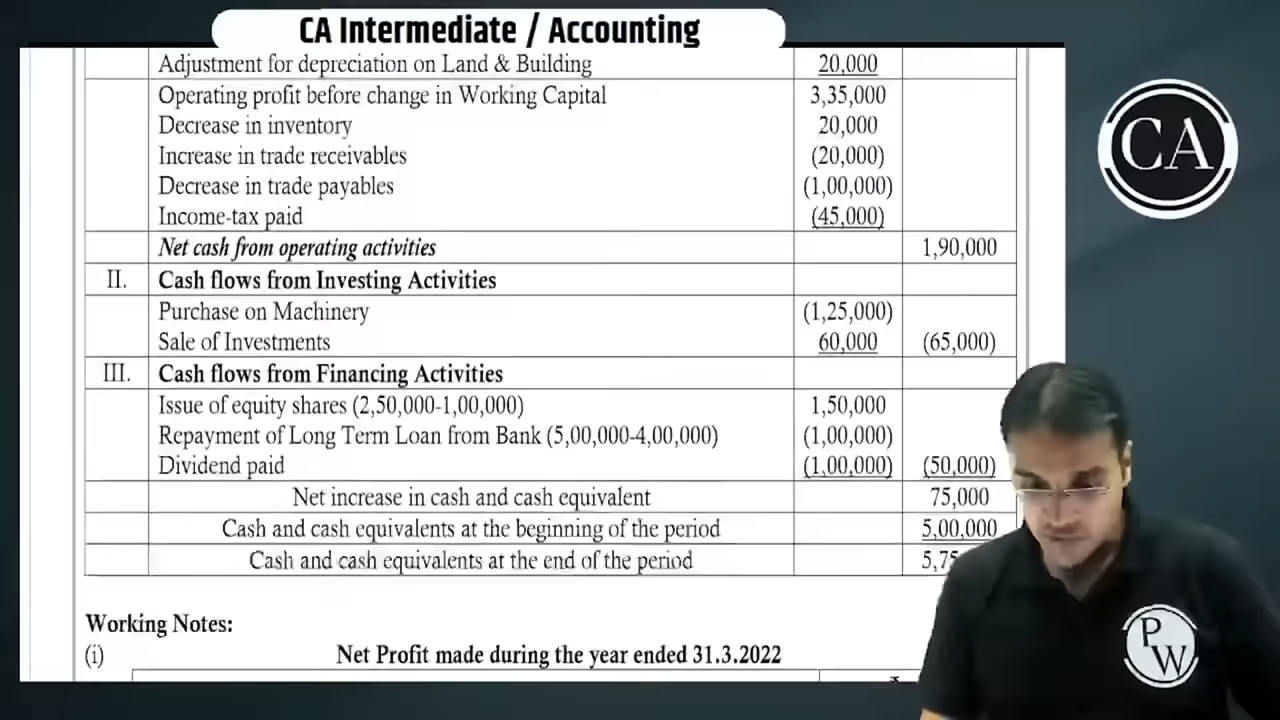 CA Intermediate / Accounting
Adjustment for depreciation on Land & Building 20,000
Operating profit before change in Working Capital 3,35,000
Decrease in inventory 20,000
Increase in trade receivables (20,000)
Decrease in trade payables (1,00,000)
Income-tax paid (45,000)
Net cash from operating activities 1,90,000
II. Cash flows from Investing Activities
Purchase on Machinery (1,25,000)
Sale of Investments 60,000 (65,000)
III. Cash flows from Financing Activities
Issue of equity shares (2,50,000-1,00,000) 1,50,000
Repayment of Long Term Loan from Bank (5,00,000-4,00,000) (1,00,000)
Dividend paid (1,00,000) (50,000)
Net increase in cash and cash equivalent 75,000
Cash and cash equivalents at the beginning of the period 5,00,000
Cash and cash equivalents at the end of the period 5,75
Working Notes:
(i) Net Profit made during the year ended 31.3.2022
CA
PW